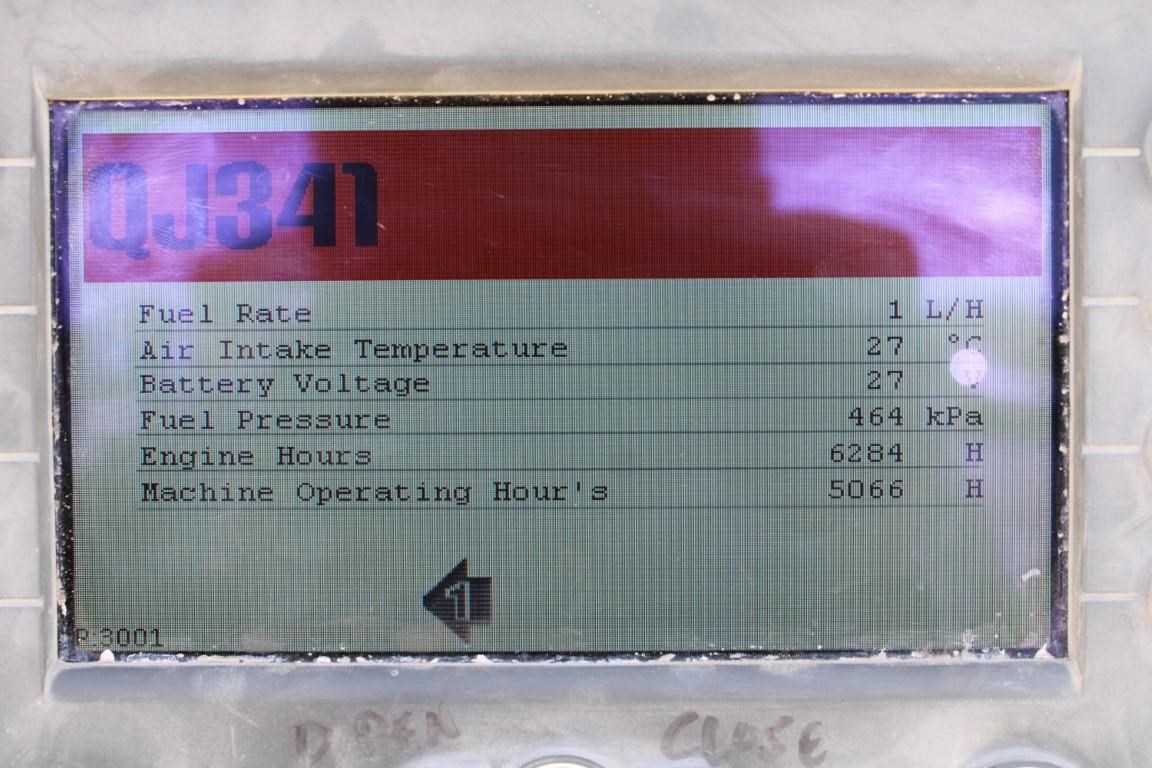 QJ341
Fuel Rate 1 L/H
Air Intake Temperature 27 °C
Battery Voltage 27 V
Fuel Pressure 464 kPa
Engine Hours 6284 H
Machine Operating Hour's 5066 H
1
P:3001
OPEN CLOSE